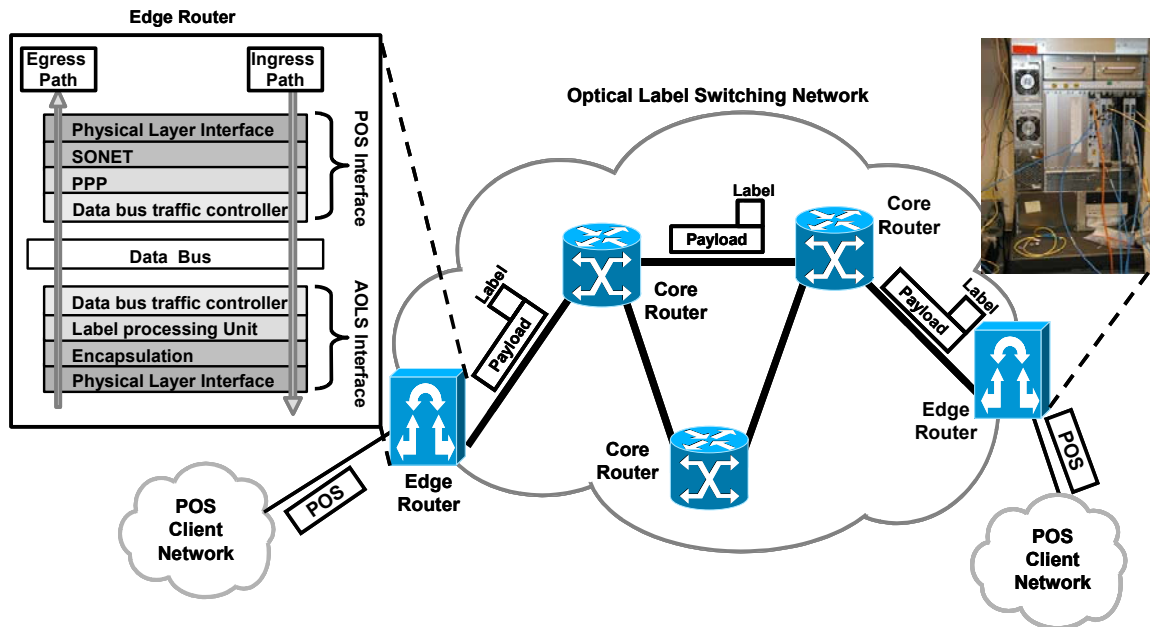 Edge Router
Egress
Path
Ingress
Path
Physical Layer Interface
SONET
PPP
Data bus traffic controller
POS Interface
Data Bus
Data bus traffic controller
Label processing Unit
Encapsulation
Physical Layer Interface
AOLS Interface
Optical Label Switching Network
Label
Payload
Core
Router
Label
Payload
Core
Router
Label
Payload
Core
Router
Edge
Router
Edge
Router
POS
POS
POS
Client
Network
POS
Client
Network